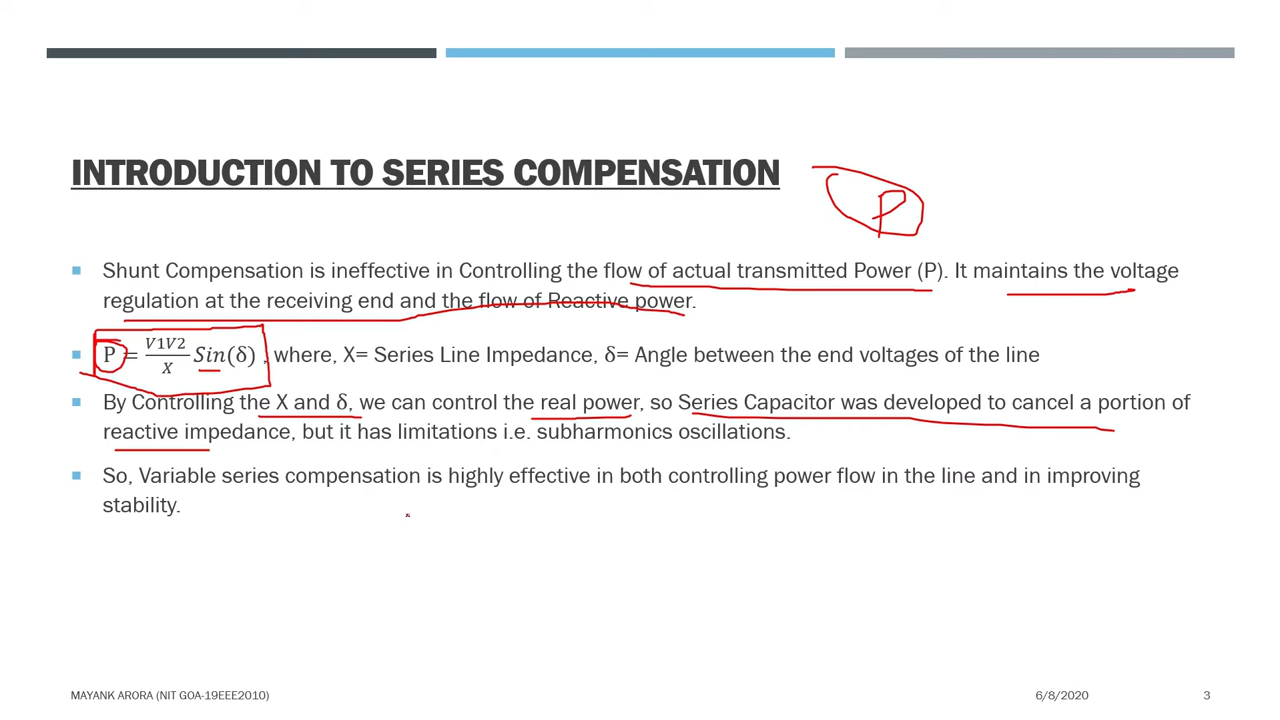 INTRODUCTION TO SERIES COMPENSATION
P
Shunt Compensation is ineffective in Controlling the flow of actual transmitted Power (P). It maintains the voltage
regulation at the receiving end and the flow of Reactive power.
P = V1V2/X Sin(δ) , where, X= Series Line Impedance, δ= Angle between the end voltages of the line
By Controlling the X and δ, we can control the real power, so Series Capacitor was developed to cancel a portion of
reactive impedance, but it has limitations i.e. subharmonics oscillations.
So, Variable series compensation is highly effective in both controlling power flow in the line and in improving
stability.
MAYANK ARORA (NIT GOA-19EEE2010) 6/8/2020 3